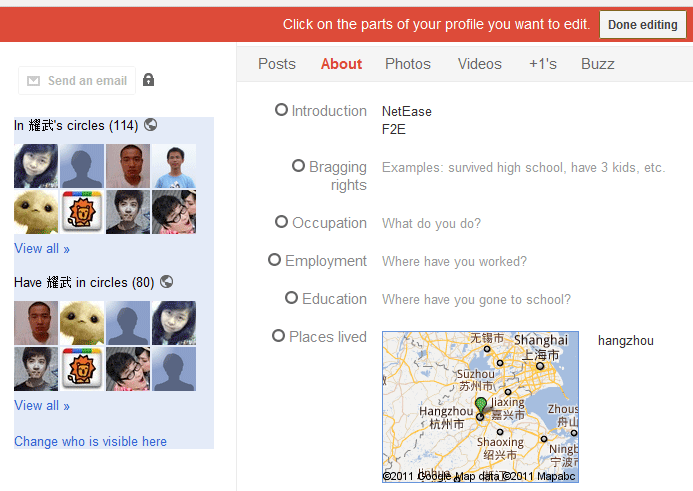 Click on the parts of your profile you want to edit. Done editing
Posts About Photos Videos +1's Buzz
Send an email
In 耀武's circles (114)
View all »
Have 耀武 in circles (80)
View all »
Change who is visible here
Introduction
NetEase
F2E
Bragging
rights
Examples: survived high school, have 3 kids, etc.
Occupation
What do you do?
Employment
Where have you worked?
Education
Where have you gone to school?
Places lived
无锡市 Shanghai
上海市
Suzhou
苏州市
Jiaxing
嘉兴市
Hangzhou
杭州市
Zhous
舟山
Shaoxing
绍兴市
Ningb
宁波市
Jinhua
©2011 Google Map data ©2011 Mapabc
hangzhou